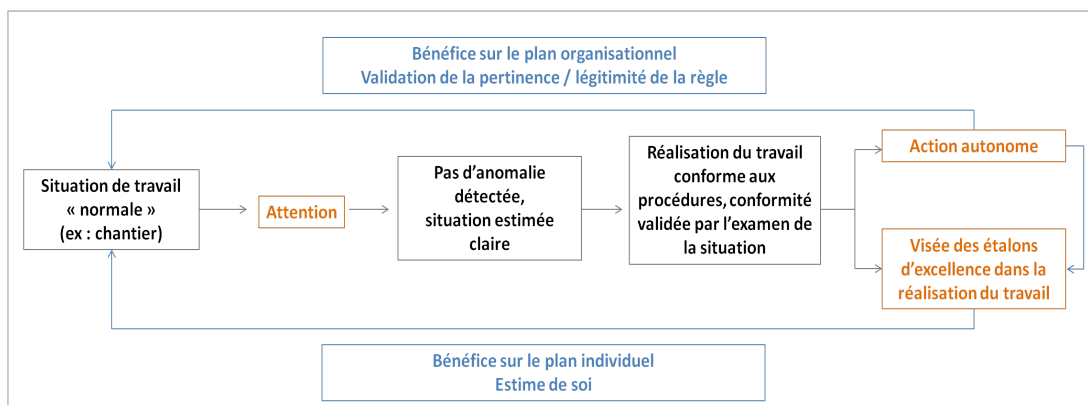 Bénéfice sur le plan organisationnel
Validation de la pertinence / légitimité de la règle
Situation de travail
« normale »
(ex : chantier)
Attention
Pas d’anomalie
détectée,
situation estimée
claire
Réalisation du travail
conforme aux
procédures, conformité
validée par l’examen de
la situation
Action autonome
Visée des étalons
d’excellence dans la
réalisation du travail
Bénéfice sur le plan individuel
Estime de soi